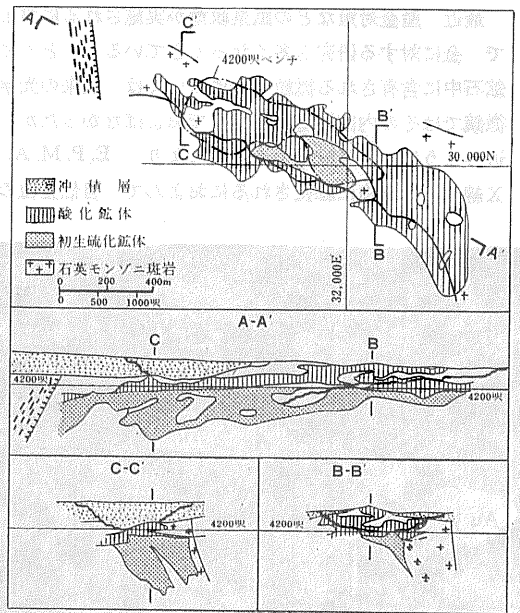 A
C
4200呎ベンチ
B'
30.000N
C'
A'
B
32,000E
冲積層
酸化鉱体
初生硫化鉱体
石英モンゾニ斑岩
0 200 400m
0 500 1000呎
A-A'
C
B
4200呎
4200呎
C-C'
B-B'
4200呎
4200呎